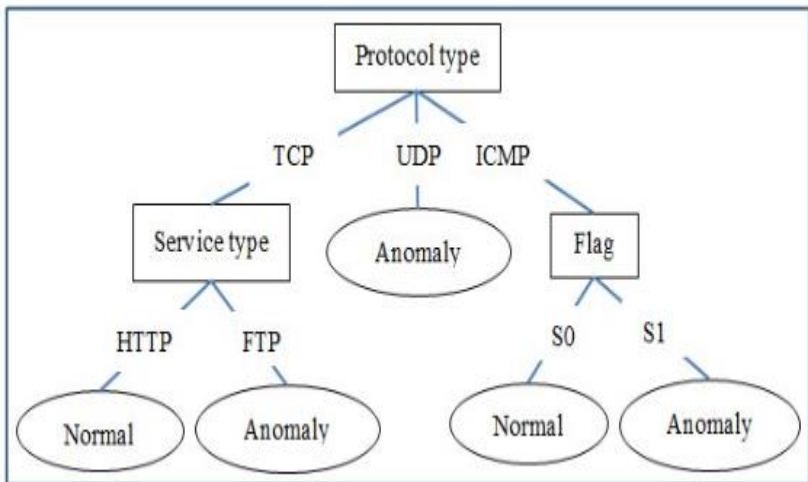 Protocol type
TCP UDP ICMP
Service type
Anomaly
Flag
HTTP FTP
S0 S1
Normal
Anomaly
Normal
Anomaly